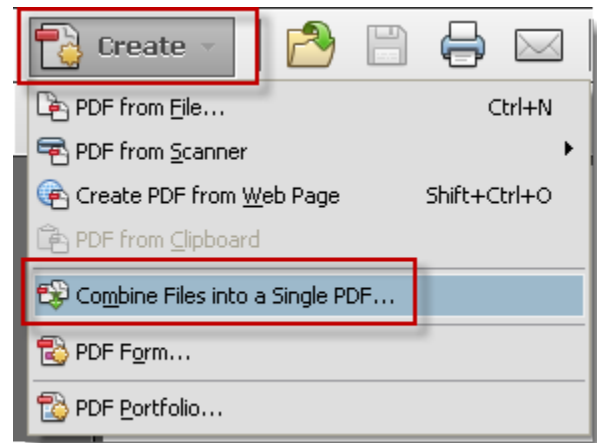 Create
PDF from File... Ctrl+N
PDF from Scanner
Create PDF from Web Page Shift+Ctrl+O
PDF from Clipboard
Combine Files into a Single PDF...
PDF Form...
PDF Portfolio...